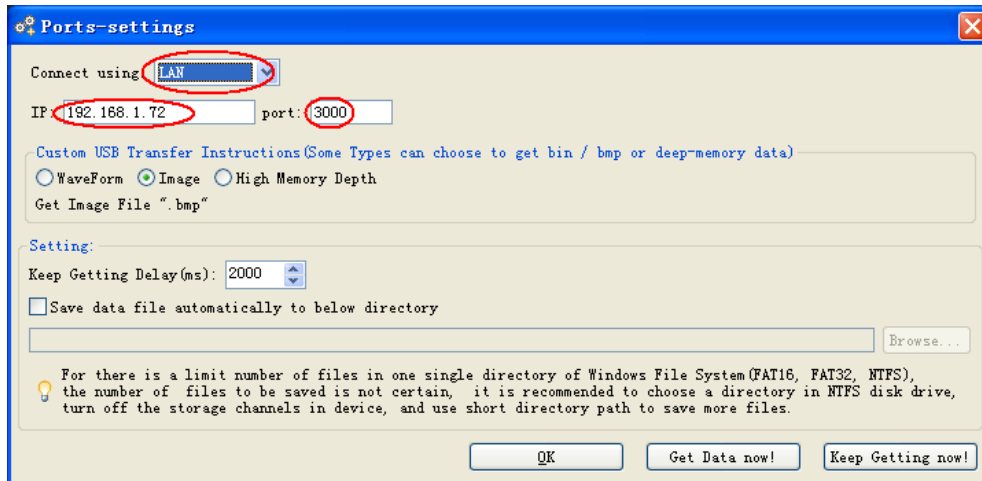 Ports-settings
Connect using: LAN
IP: 192.168.1.72 port: 3000
Custom USB Transfer Instructions(Some Types can choose to get bin / bmp or deep-memory data)
WaveForm Image High Memory Depth
Get Image File ".bmp"
Setting:
Keep Getting Delay(ms): 2000
Save data file automatically to below directory
Browse...
For there is a limit number of files in one single directory of Windows File System(FAT16, FAT32, NTFS),
the number of files to be saved is not certain, it is recommended to choose a directory in NTFS disk drive,
turn off the storage channels in device, and use short directory path to save more files.
OK Get Data now! Keep Getting now!